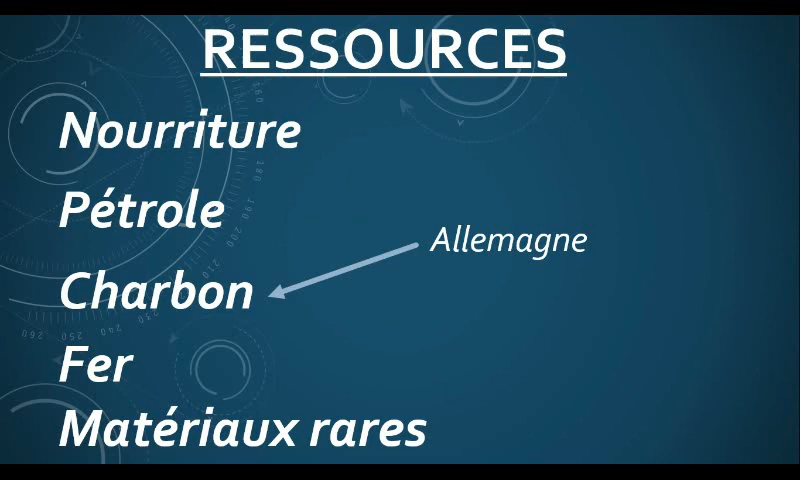 RESSOURCES
Nourriture
Pétrole
Allemagne
Charbon
Fer
Matériaux rares